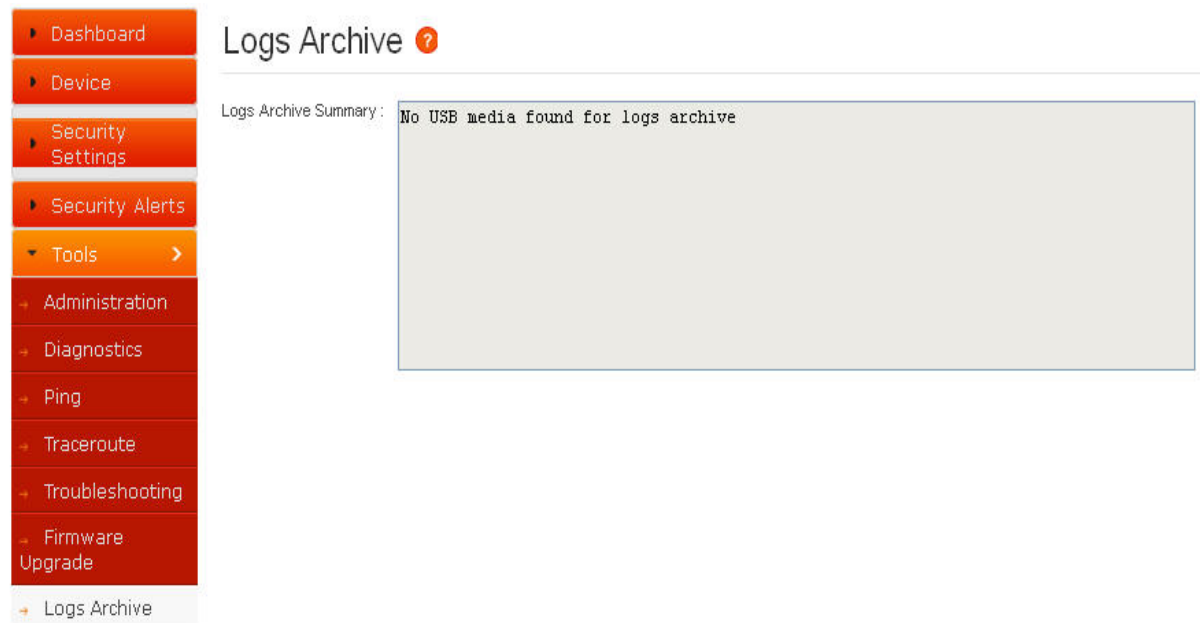 Dashboard
Device
Security
Settings
Security Alerts
Tools
Administration
Diagnostics
Ping
Traceroute
Troubleshooting
Firmware
Upgrade
Logs Archive
Logs Archive ?
Logs Archive Summary :
No USB media found for logs archive